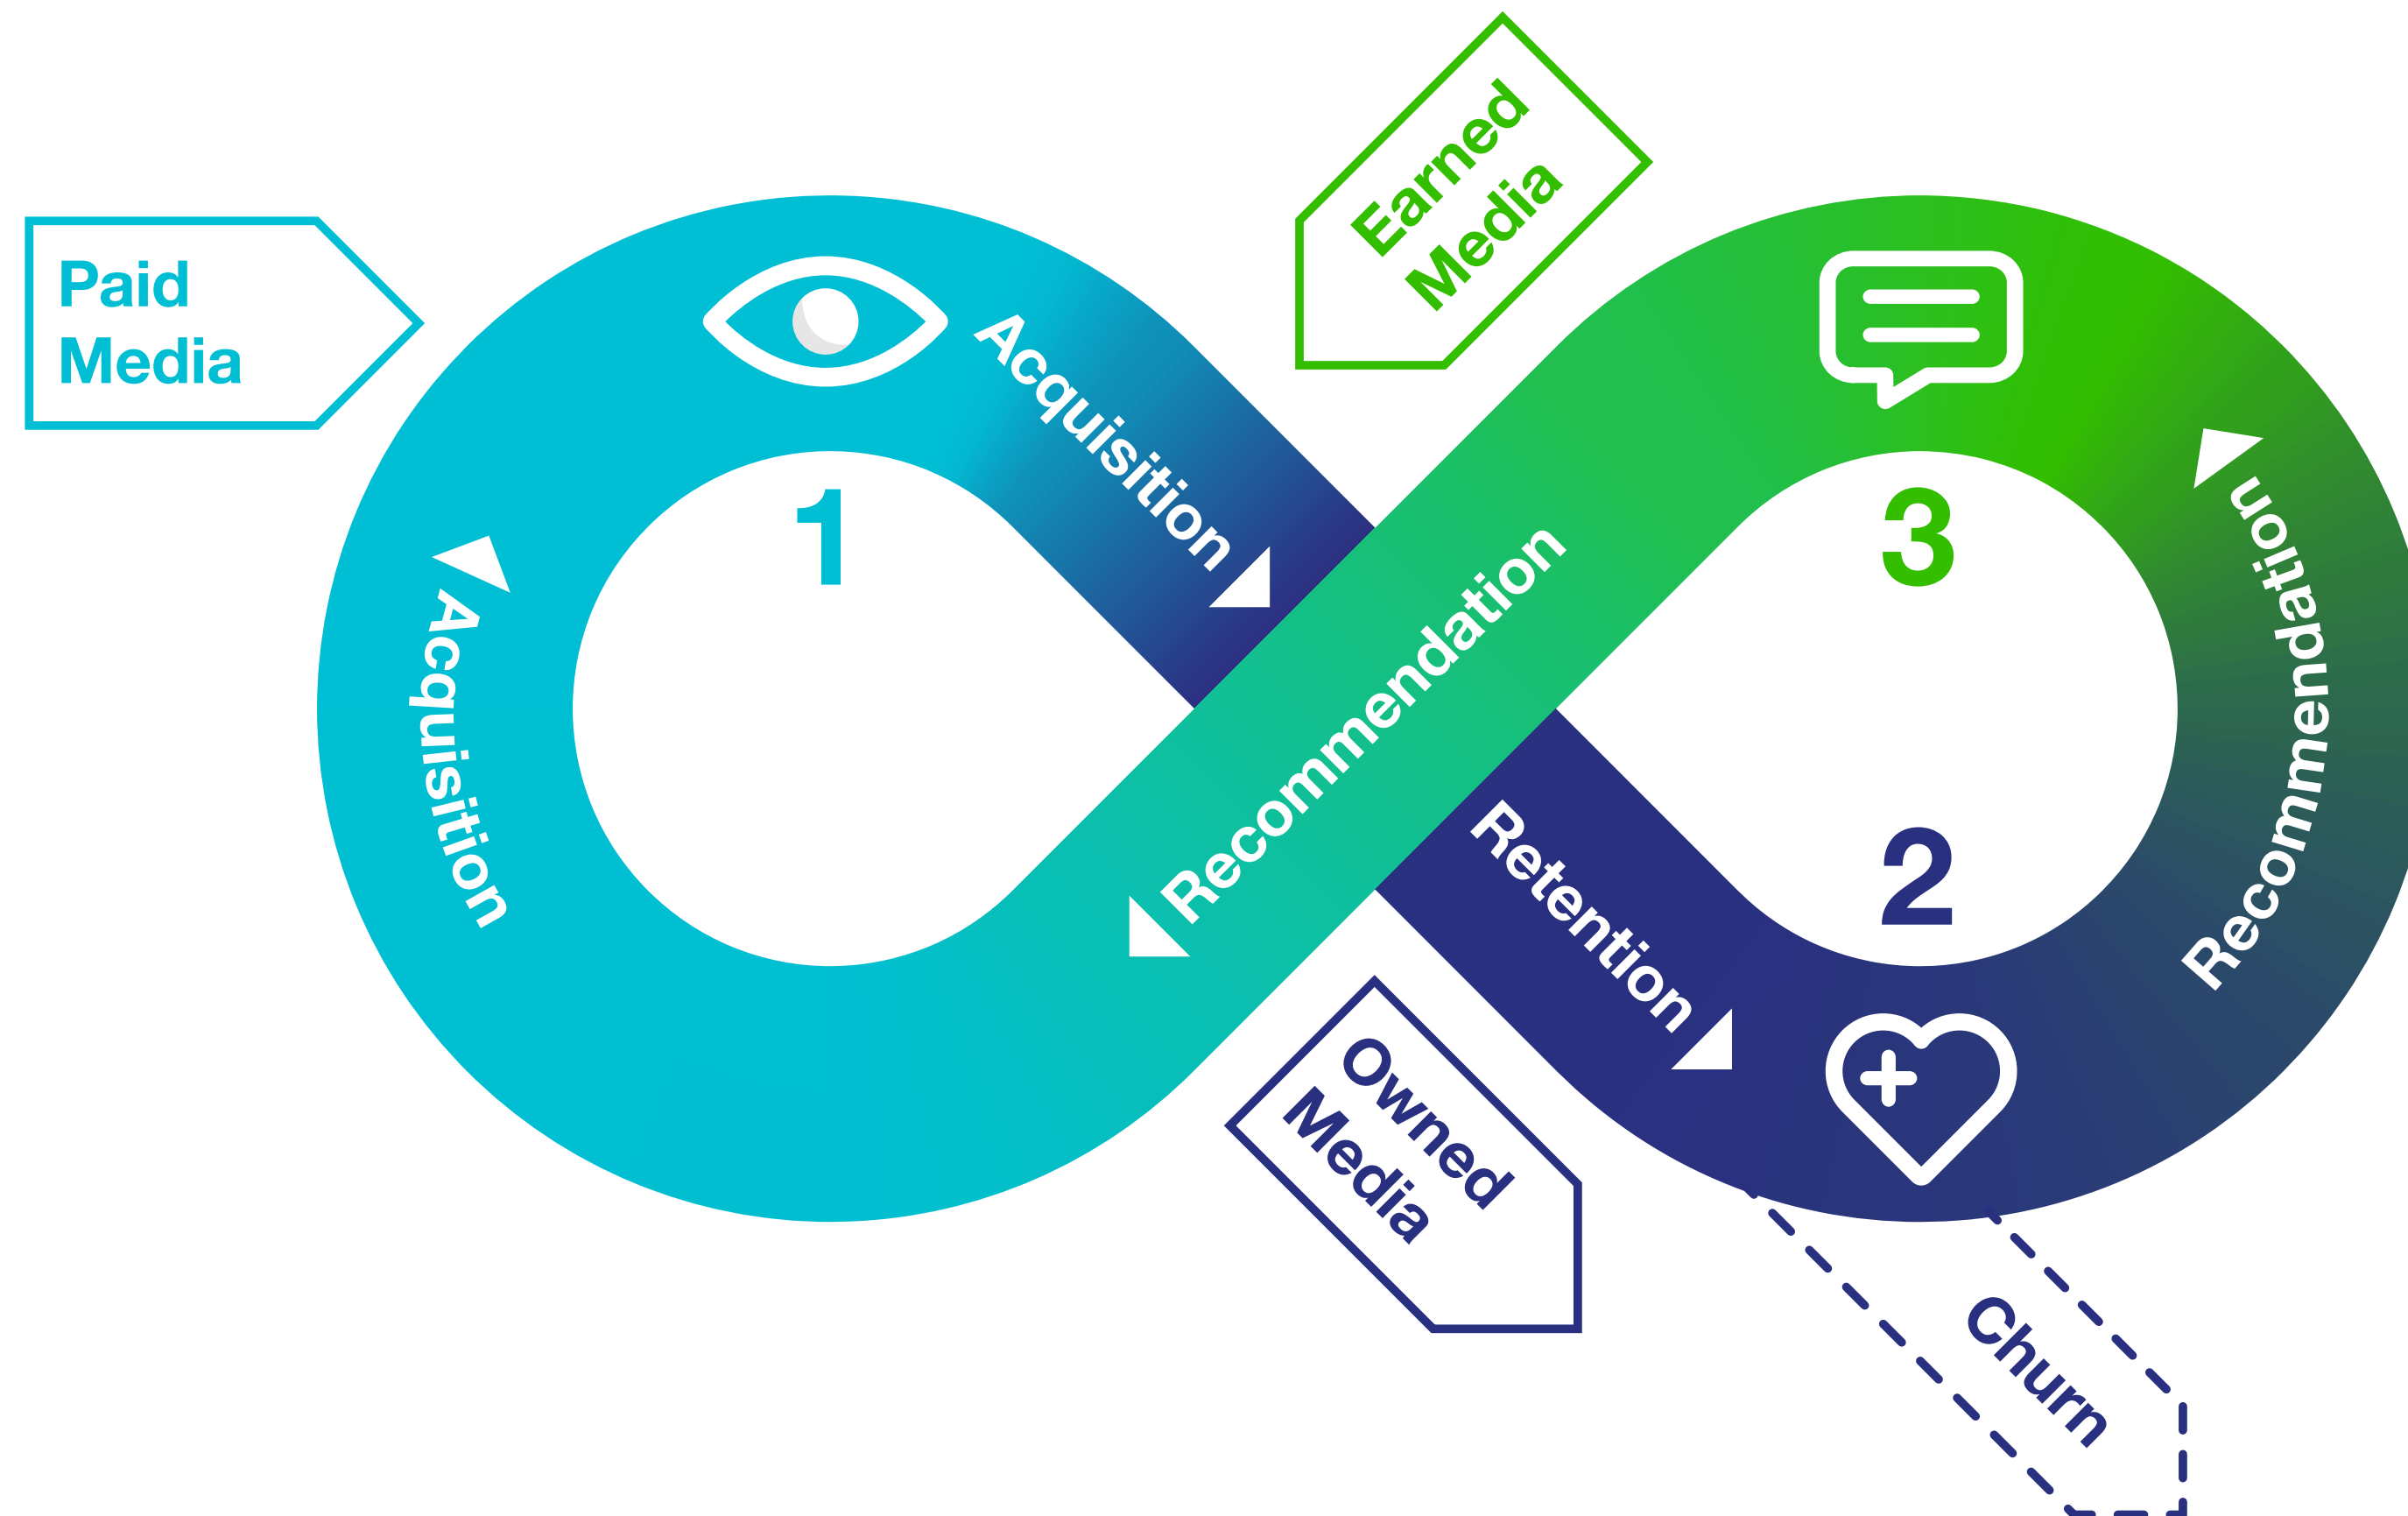 Paid
Media
Earned
Media
Acquisition
1
3
Acquisition
Recommendation
Recommendation
Retention
2
Owned
Media
Churn